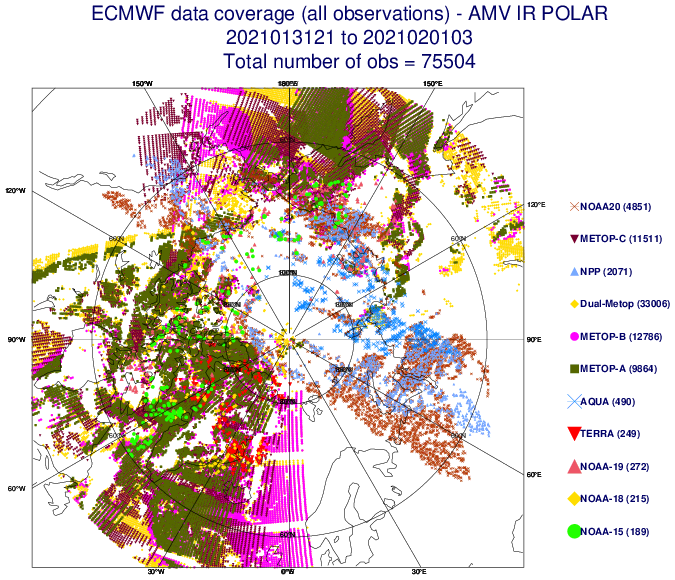 ECMWF data coverage (all observations) - AMV IR POLAR
2021013121 to 2021020103
Total number of obs = 75504
150°W
150°E
120°W
120°E
60°N
90°W
90°E
60°W
60°E
30°W
0°W
30°E
NOAA20 (4851)
METOP-C (11511)
NPP (2071)
Dual-Metop (33006)
METOP-B (12786)
METOP-A (9864)
AQUA (490)
TERRA (249)
NOAA-19 (272)
NOAA-18 (215)
NOAA-15 (189)